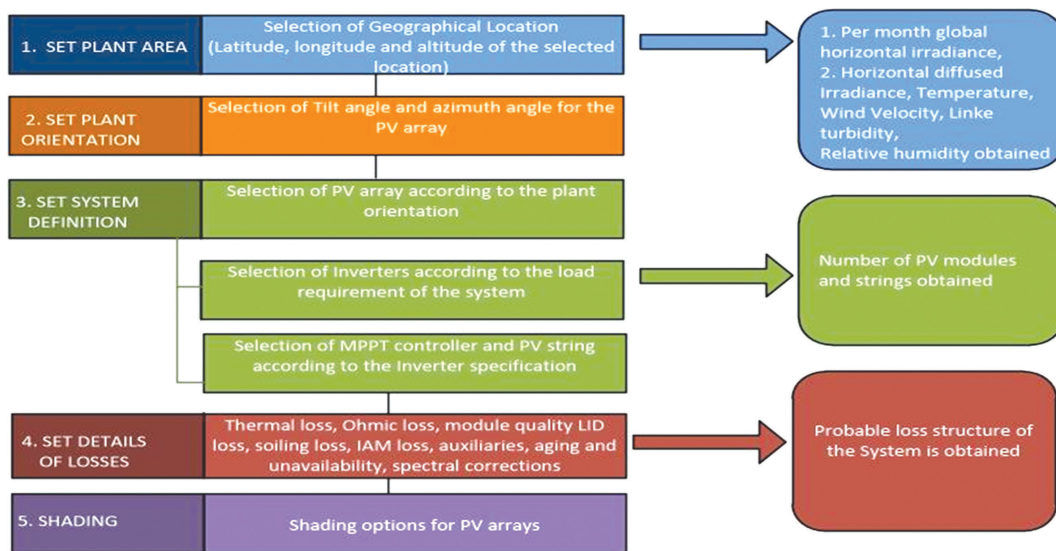 1. SET PLANT AREA
Selection of Geographical Location
(Latitude, longitude and altitude of the selected
location)
1. Per month global
horizontal irradiance,
2. Horizontal diffused
Irradiance, Temperature,
Wind Velocity, Linke
turbidity,
Relative humidity obtained
2. SET PLANT
ORIENTATION
Selection of Tilt angle and azimuth angle for the
PV array
3. SET SYSTEM
DEFINITION
Selection of PV array according to the plant
orientation
Selection of Inverters according to the load
requirement of the system
Number of PV modules
and strings obtained
Selection of MPPT controller and PV string
according to the Inverter specification
4. SET DETAILS
OF LOSSES
Thermal loss, Ohmic loss, module quality LID
loss, soiling loss, IAM loss, auxiliaries, aging and
unavailability, spectral corrections
Probable loss structure of
the System is obtained
5. SHADING
Shading options for PV arrays